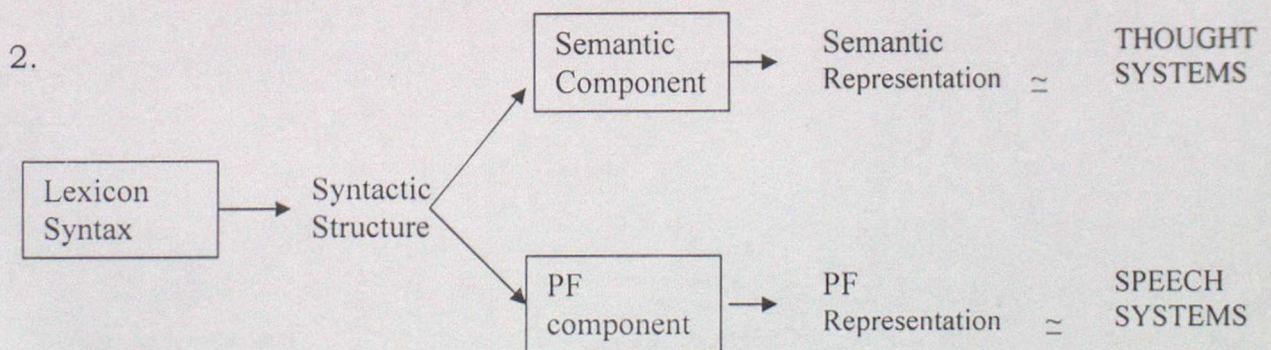 2.
Semantic
Component
Semantic
Representation ≃
THOUGHT
SYSTEMS
Lexicon
Syntax
Syntactic
Structure
PF
component
PF
Representation ≃
SPEECH
SYSTEMS